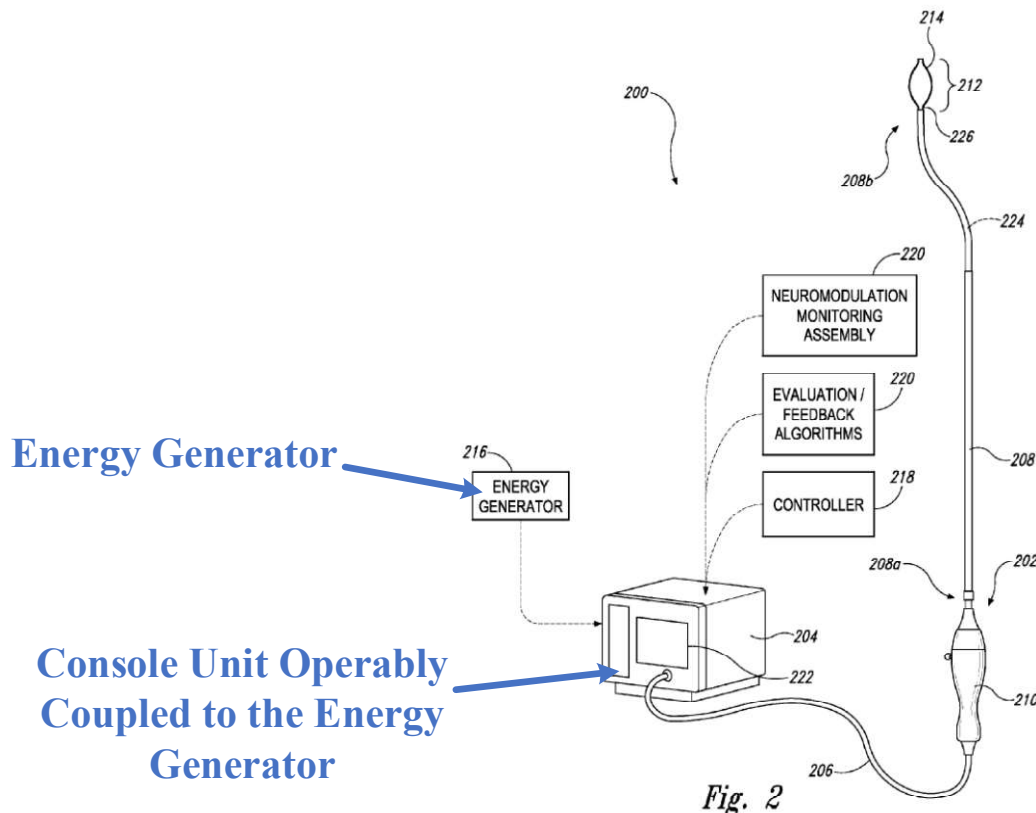 214
212
200
226
208b
224
220
NEUROMODULATION
MONITORING
ASSEMBLY
220
EVALUATION /
FEEDBACK
ALGORITHMS
Energy Generator
216
ENERGY
GENERATOR
208
218
CONTROLLER
208a
202
204
Console Unit Operably
Coupled to the Energy
Generator
222
210
206
Fig. 2